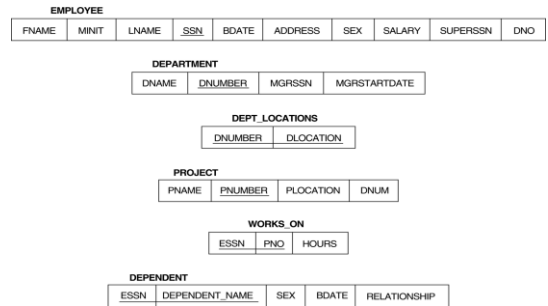 EMPLOYEE
FNAME MINIT LNAME SSN BDATE ADDRESS SEX SALARY SUPERSSN DNO
DEPARTMENT
DNAME DNUMBER MGRSSN MGRSTARTDATE
DEPT_LOCATIONS
DNUMBER DLOCATION
PROJECT
PNAME PNUMBER PLOCATION DNUM
WORKS_ON
ESSN PNO HOURS
DEPENDENT
ESSN DEPENDENT_NAME SEX BDATE RELATIONSHIP